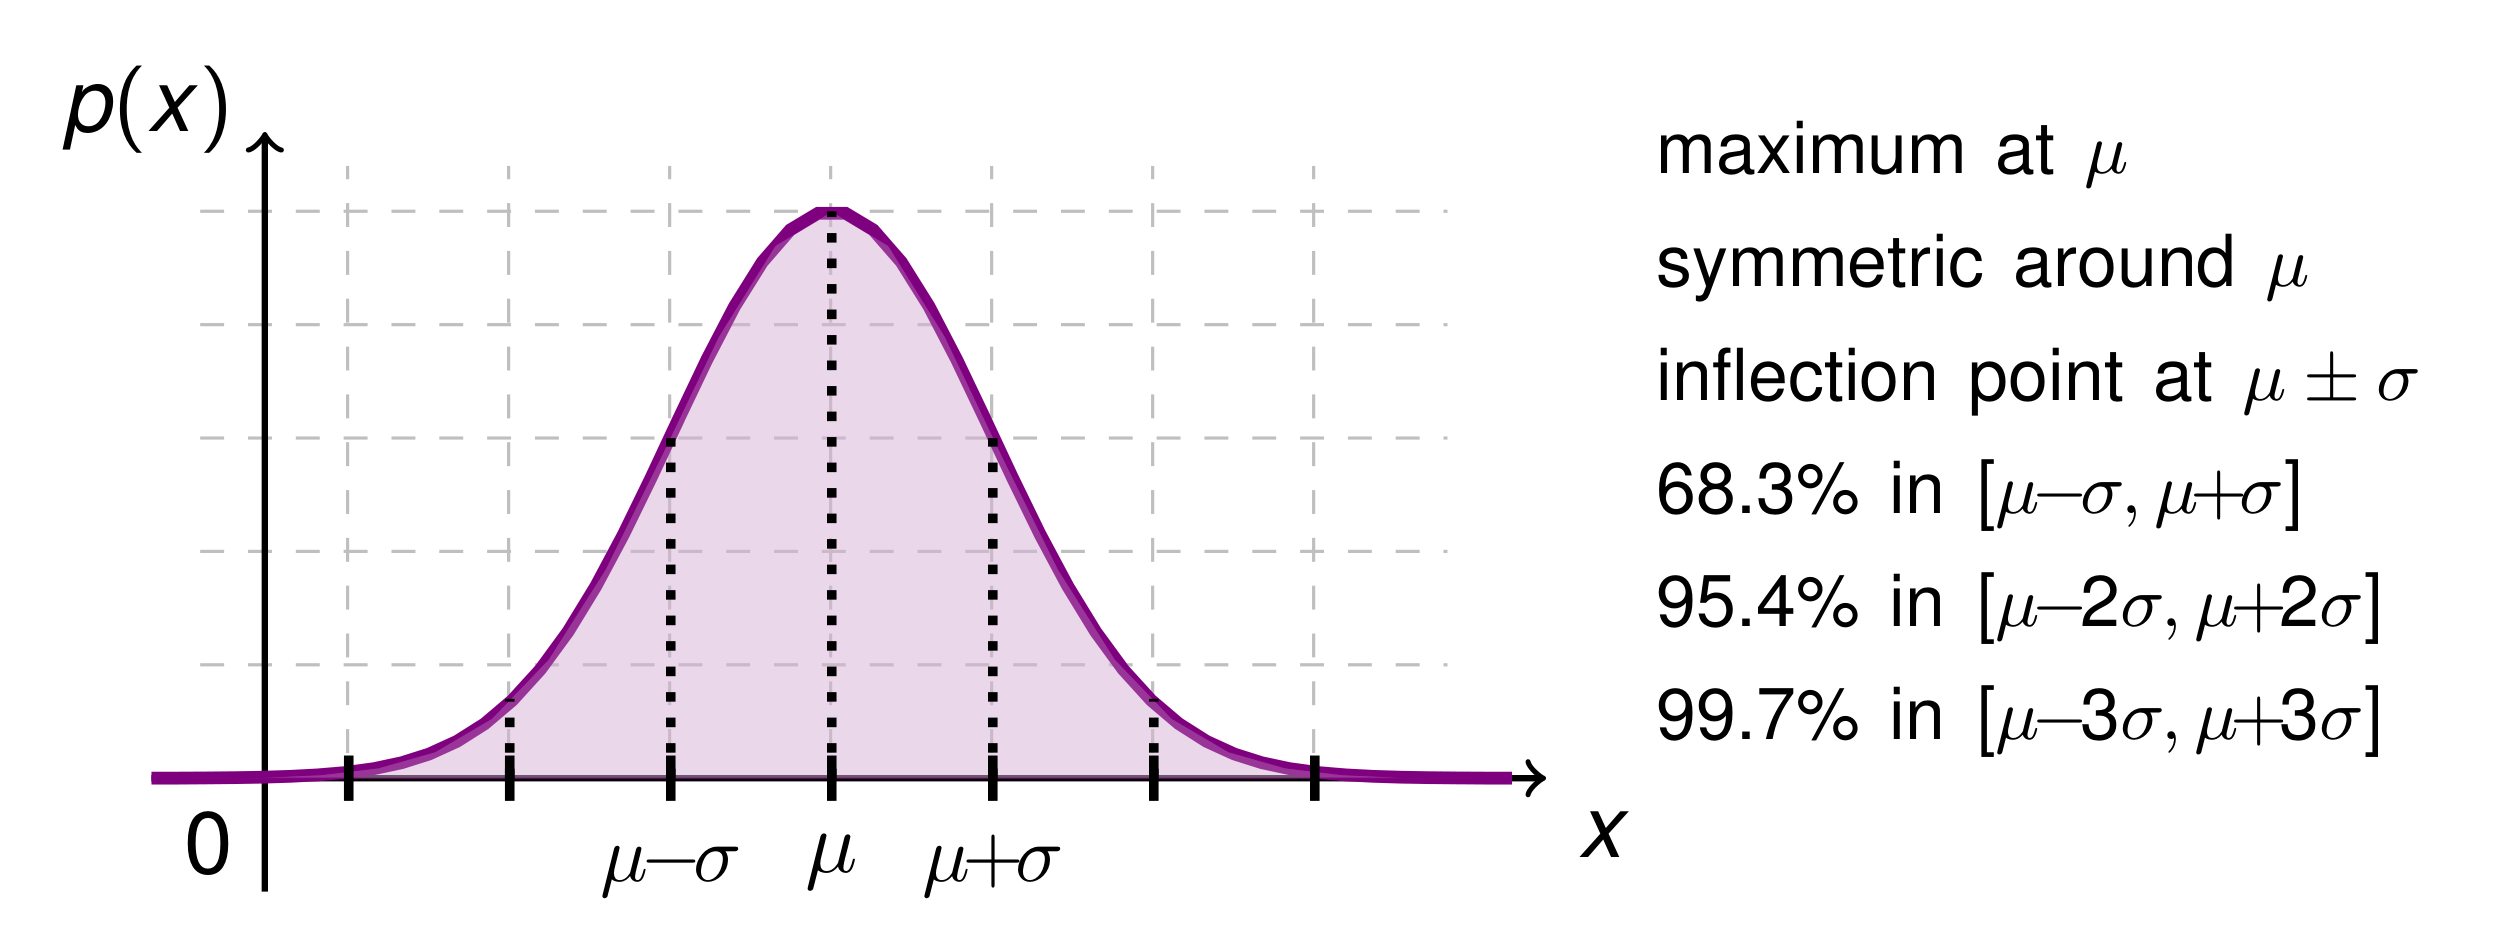 p(x)
maximum at μ
symmetric around μ
inflection point at μ ± σ
68.3% in [μ−σ, μ+σ]
95.4% in [μ−2σ, μ+2σ]
99.7% in [μ−3σ, μ+3σ]
0
μ−σ
μ
μ+σ
x